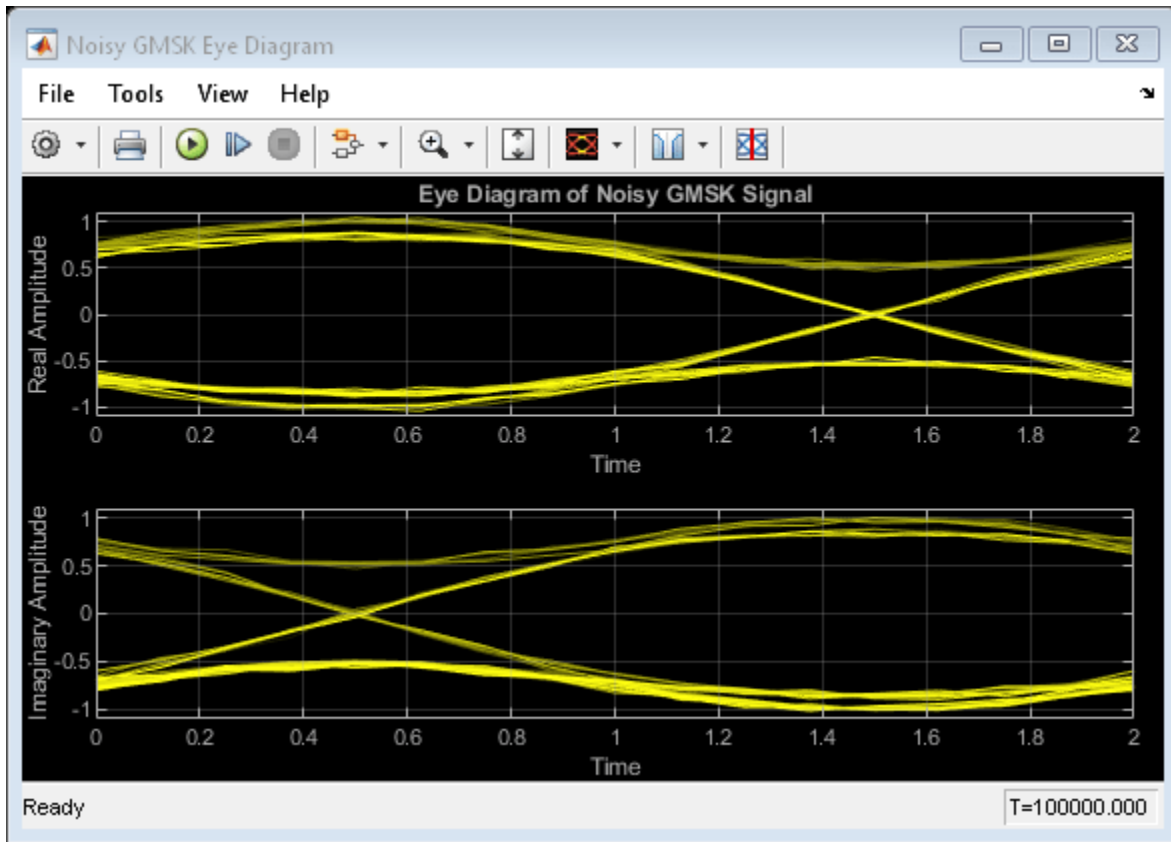 Noisy GMSK Eye Diagram
File Tools View Help
Eye Diagram of Noisy GMSK Signal
Real Amplitude
1
0.5
0
-0.5
-1
0 0.2 0.4 0.6 0.8 1 1.2 1.4 1.6 1.8 2
Time
Imaginary Amplitude
1
0.5
0
-0.5
-1
0 0.2 0.4 0.6 0.8 1 1.2 1.4 1.6 1.8 2
Time
Ready T=100000.000